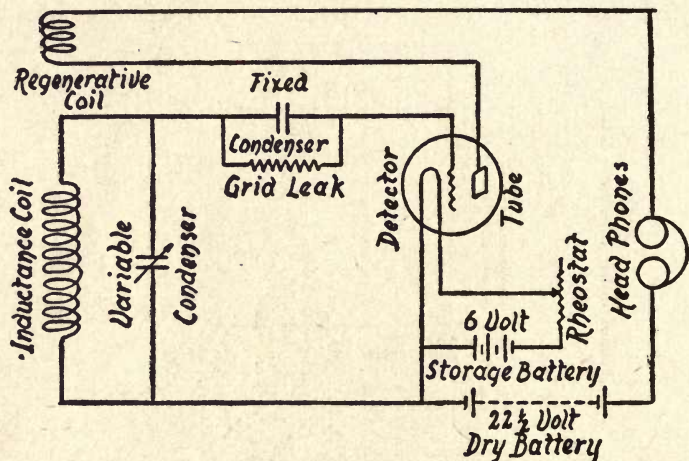 Regenerative
Coil
Fixed
Condenser
Grid Leak
Inductance Coil
Variable
Condenser
Detector
Tube
Head Phones
Rheostat
6 Volt
Storage Battery
22½ Volt
Dry Battery